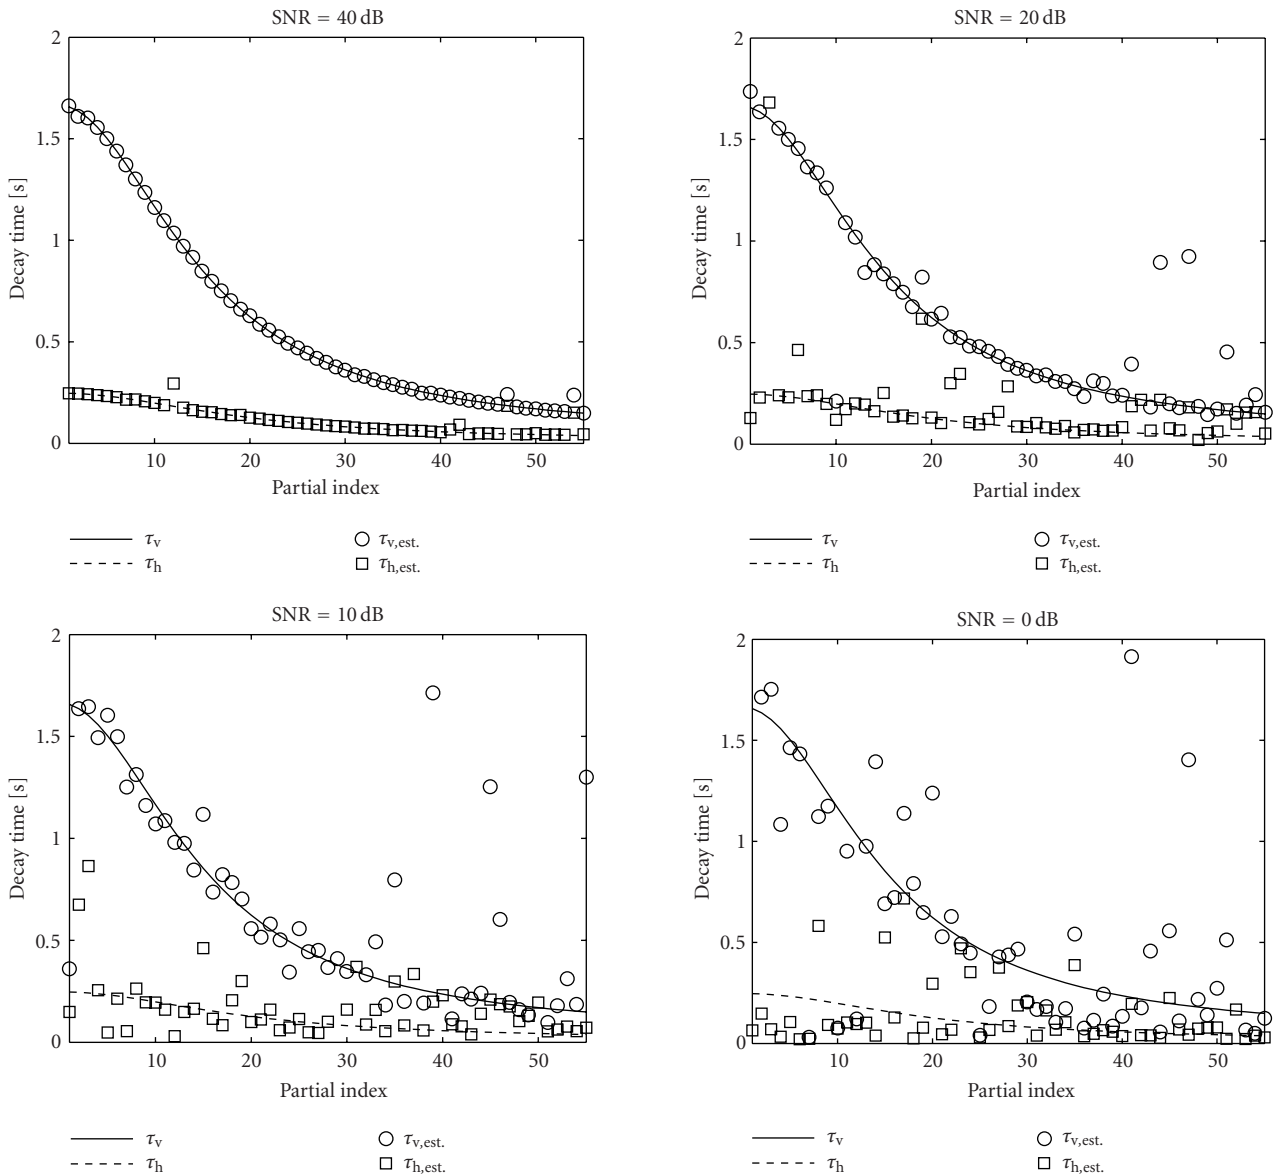 SNR = 40 dB
2
1.5
1
0.5
0
10 20 30 40 50
Decay time [s]
Partial index
τv
τh
τv,est.
τh,est.
SNR = 20 dB
2
1.5
1
0.5
0
10 20 30 40 50
Decay time [s]
Partial index
τv
τh
τv,est.
τh,est.
SNR = 10 dB
2
1.5
1
0.5
0
10 20 30 40 50
Decay time [s]
Partial index
τv
τh
τv,est.
τh,est.
SNR = 0 dB
2
1.5
1
0.5
0
10 20 30 40 50
Decay time [s]
Partial index
τv
τh
τv,est.
τh,est.